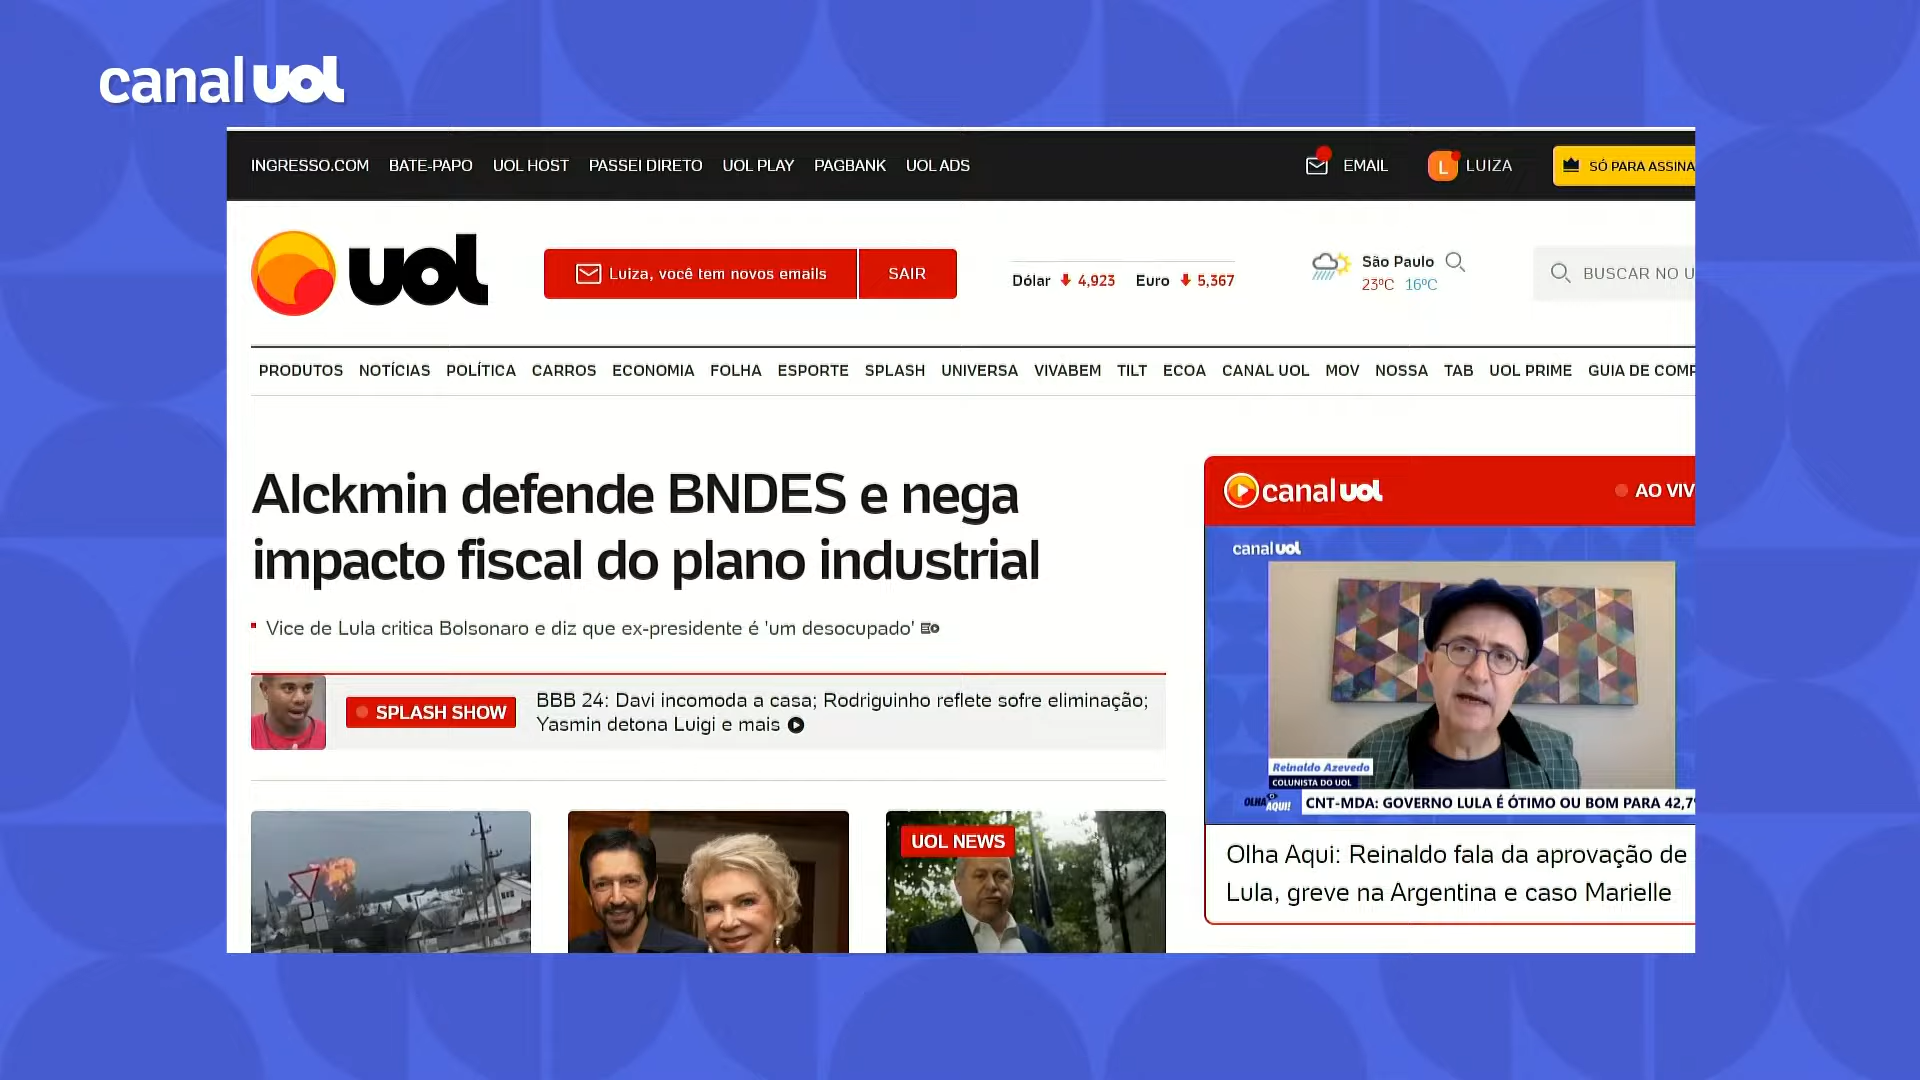 canal uol
INGRESSO.COM BATE-PAPO UOL HOST PASSEI DIRETO UOL PLAY PAGBANK UOL ADS EMAIL L LUIZA SÓ PARA ASSINA
uol Luiza, você tem novos emails SAIR Dólar 4,923 Euro 5,367 São Paulo BUSCAR NO U
23ºC 16ºC
PRODUTOS NOTÍCIAS POLÍTICA CARROS ECONOMIA FOLHA ESPORTE SPLASH UNIVERSA VIVABEM TILT ECOA CANAL UOL MOV NOSSA TAB UOL PRIME GUIA DE COMP
Alckmin defende BNDES e nega
impacto fiscal do plano industrial
Vice de Lula critica Bolsonaro e diz que ex-presidente é 'um desocupado'
SPLASH SHOW
BBB 24: Davi incomoda a casa; Rodriguinho reflete sofre eliminação;
Yasmin detona Luigi e mais
UOL NEWS
canal uol AO VIV
canal uol
Reinaldo Azevedo
COLUNISTA DO UOL
OLHA AQUI! CNT-MDA: GOVERNO LULA É ÓTIMO OU BOM PARA 42,7
Olha Aqui: Reinaldo fala da aprovação de
Lula, greve na Argentina e caso Marielle